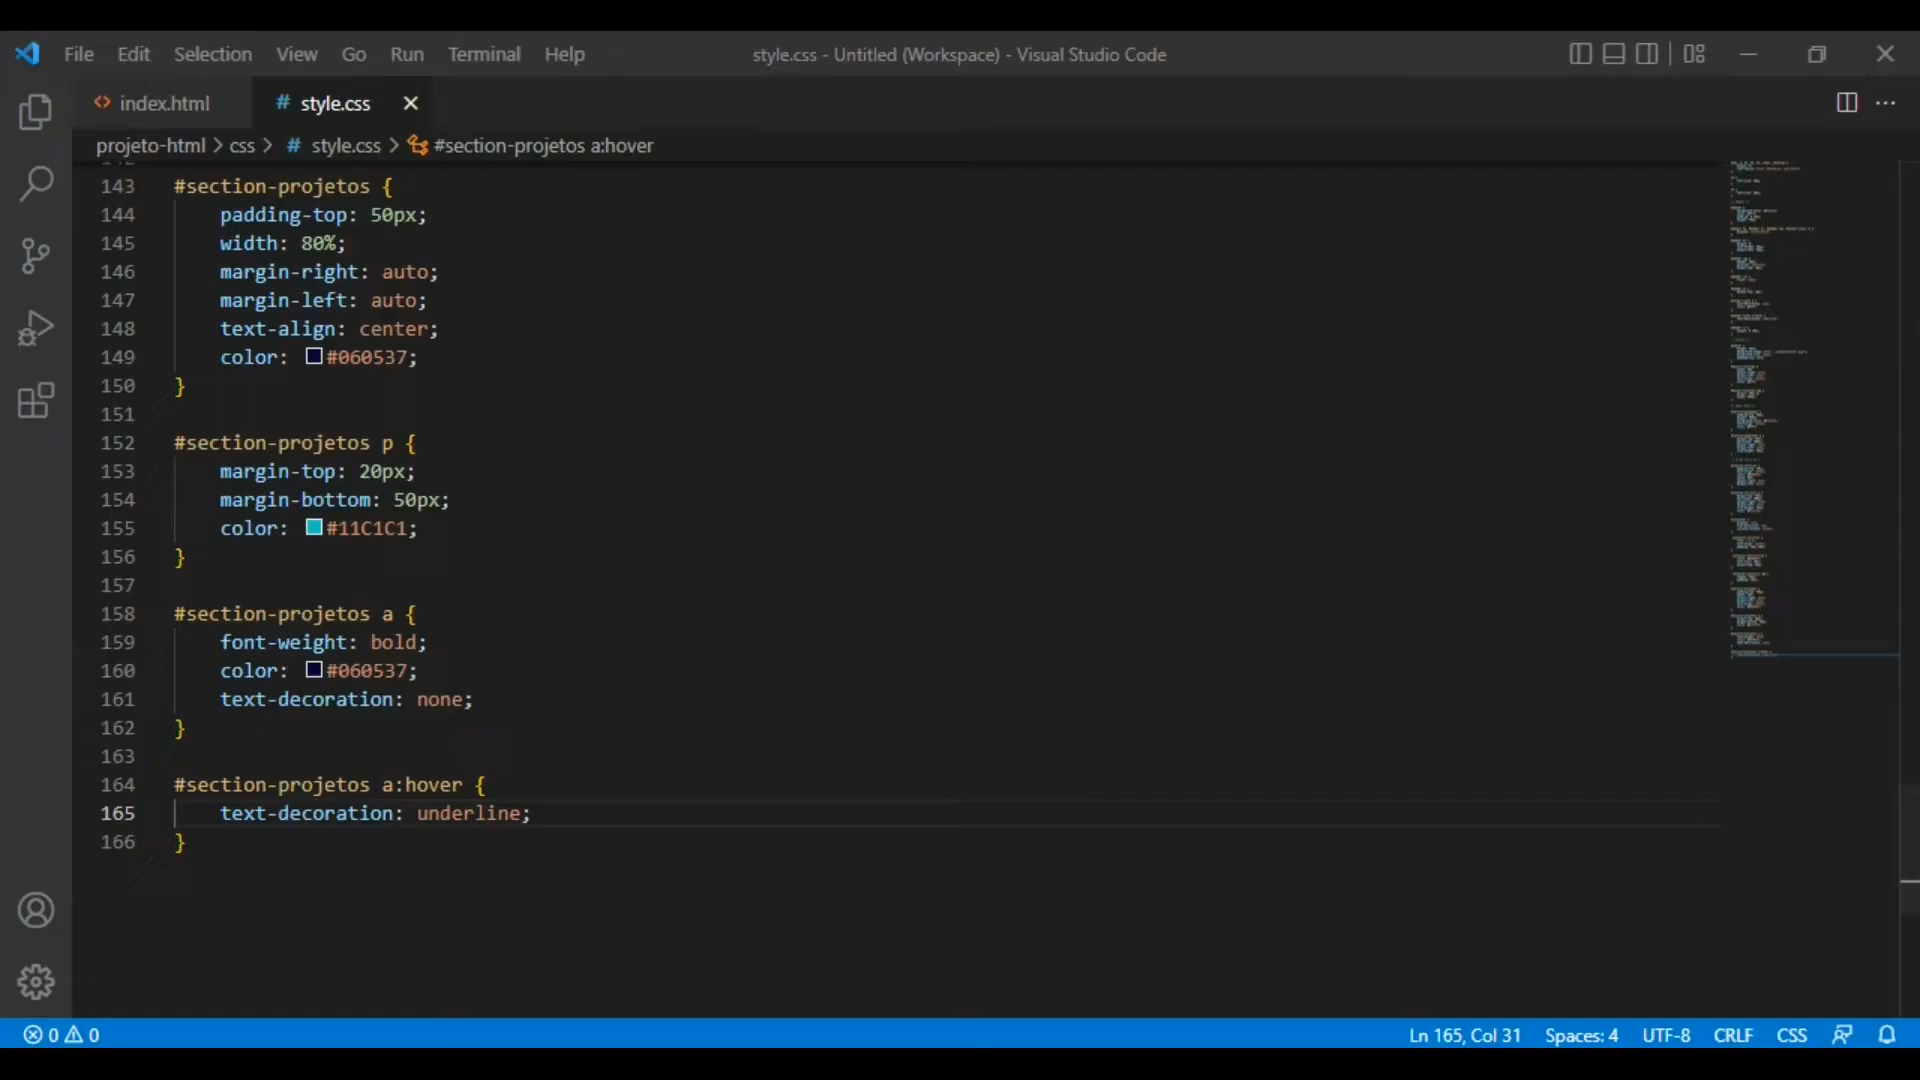 File Edit Selection View Go Run Terminal Help style.css - Untitled (Workspace) - Visual Studio Code
index.html # style.css
projeto-html > css > # style.css > #section-projetos a:hover
143 #section-projetos {
144 padding-top: 50px;
145 width: 80%;
146 margin-right: auto;
147 margin-left: auto;
148 text-align: center;
149 color: #060537;
150 }
151
152 #section-projetos p {
153 margin-top: 20px;
154 margin-bottom: 50px;
155 color: #11C1C1;
156 }
157
158 #section-projetos a {
159 font-weight: bold;
160 color: #060537;
161 text-decoration: none;
162 }
163
164 #section-projetos a:hover {
165 text-decoration: underline;
166 }
0 0 Ln 165, Col 31 Spaces: 4 UTF-8 CRLF CSS